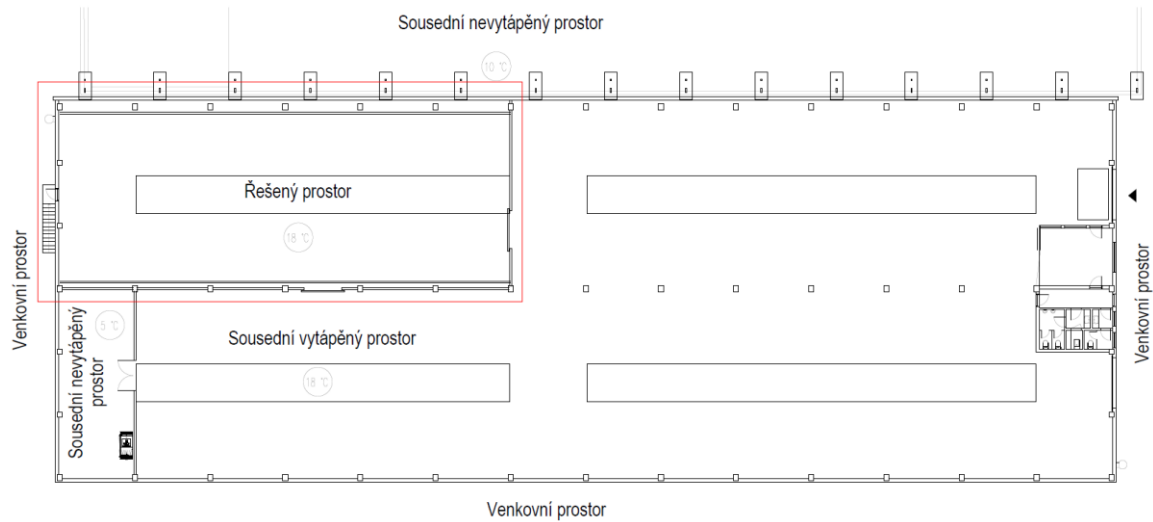 Sousední nevytápěný prostor
10 °C
Řešený prostor
18 °C
Venkovní prostor
Sousední nevytápěný
prostor
5 °C
Sousední vytápěný prostor
18 °C
Venkovní prostor
Venkovní prostor